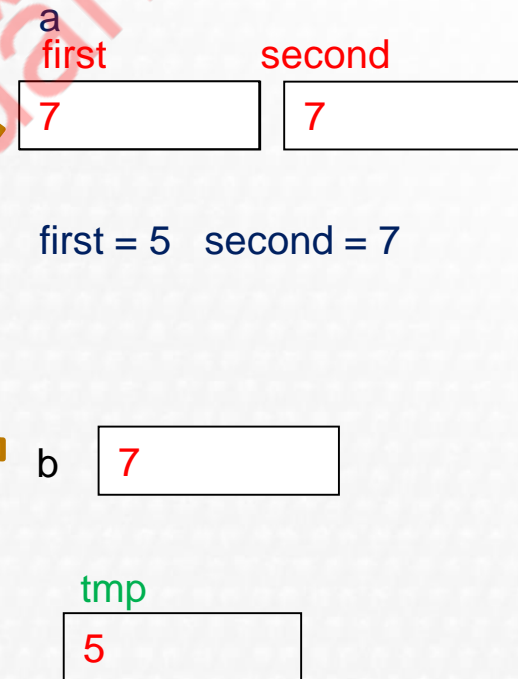 a
first second
7 7
first = 5 second = 7
b 7
tmp
5